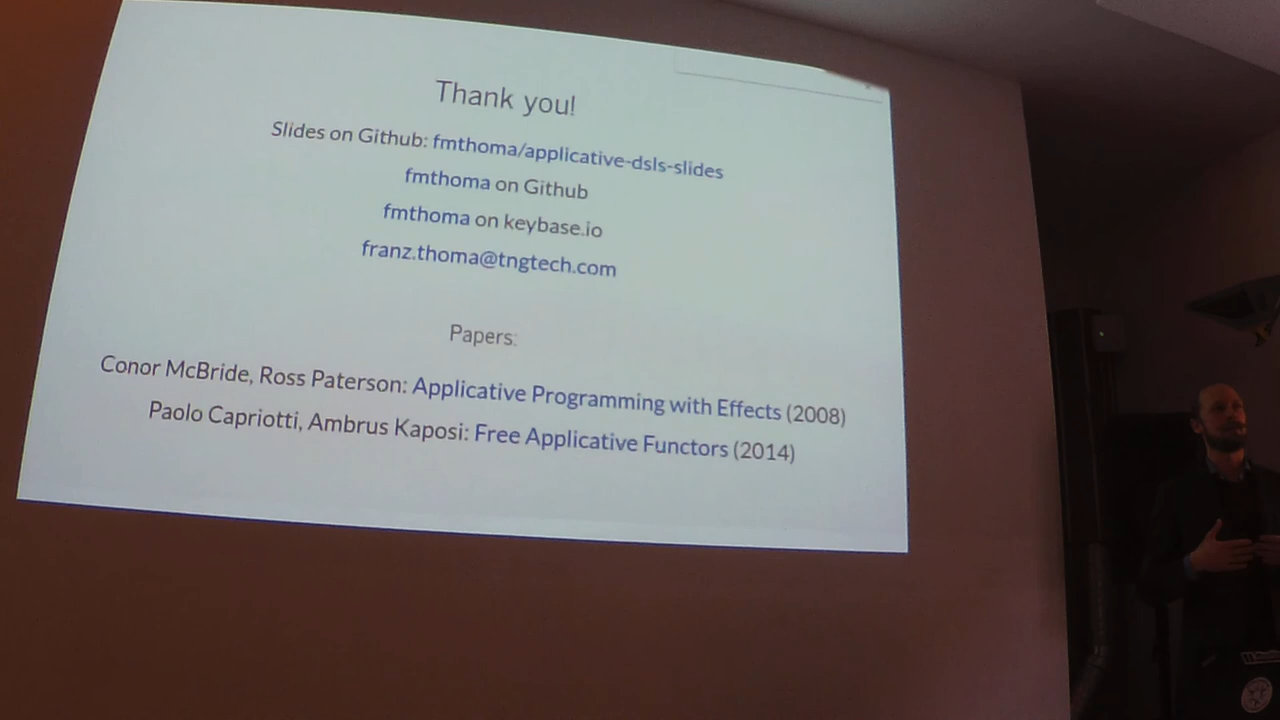 Thank you!
Slides on Github: fmthoma/applicative-dsls-slides
fmthoma on Github
fmthoma on keybase.io
franz.thoma@tngtech.com
Papers:
Conor McBride, Ross Paterson: Applicative Programming with Effects (2008)
Paolo Capriotti, Ambrus Kaposi: Free Applicative Functors (2014)